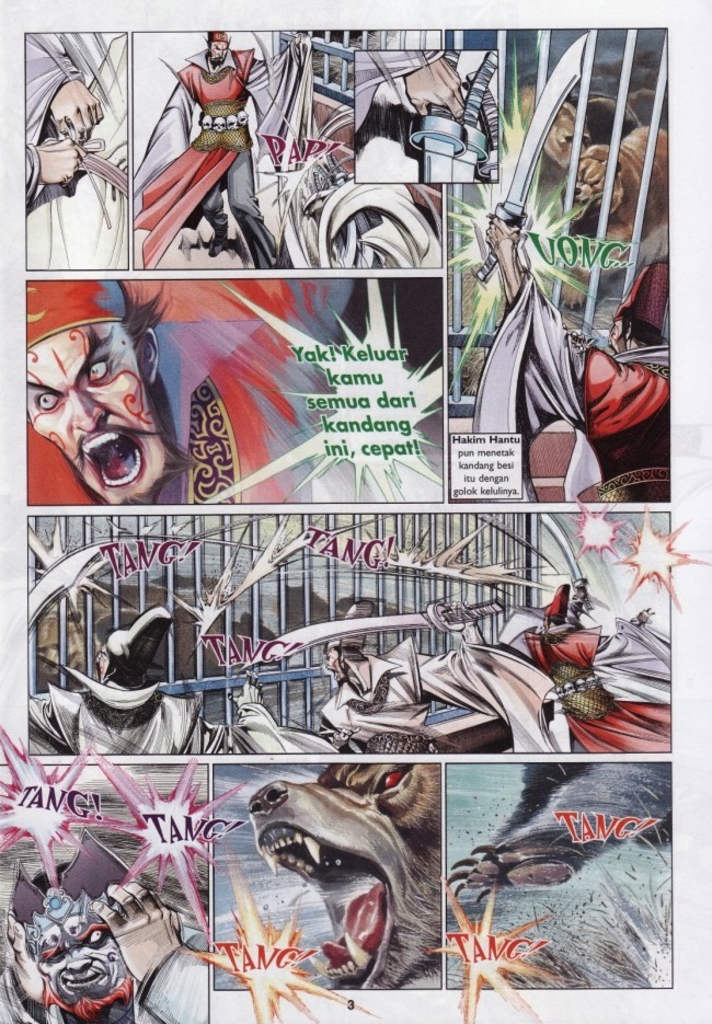 PAP!
UONG...
Yak! Keluar
kamu
semua dari
kandang
ini, cepat!
Hakim Hantu
pun menetak
kandang besi
itu dengan
golok kelulinya.
TANG!
TANG!
TANG!
TANG!
TANG!
TANG!
TANG!
TANG!
3